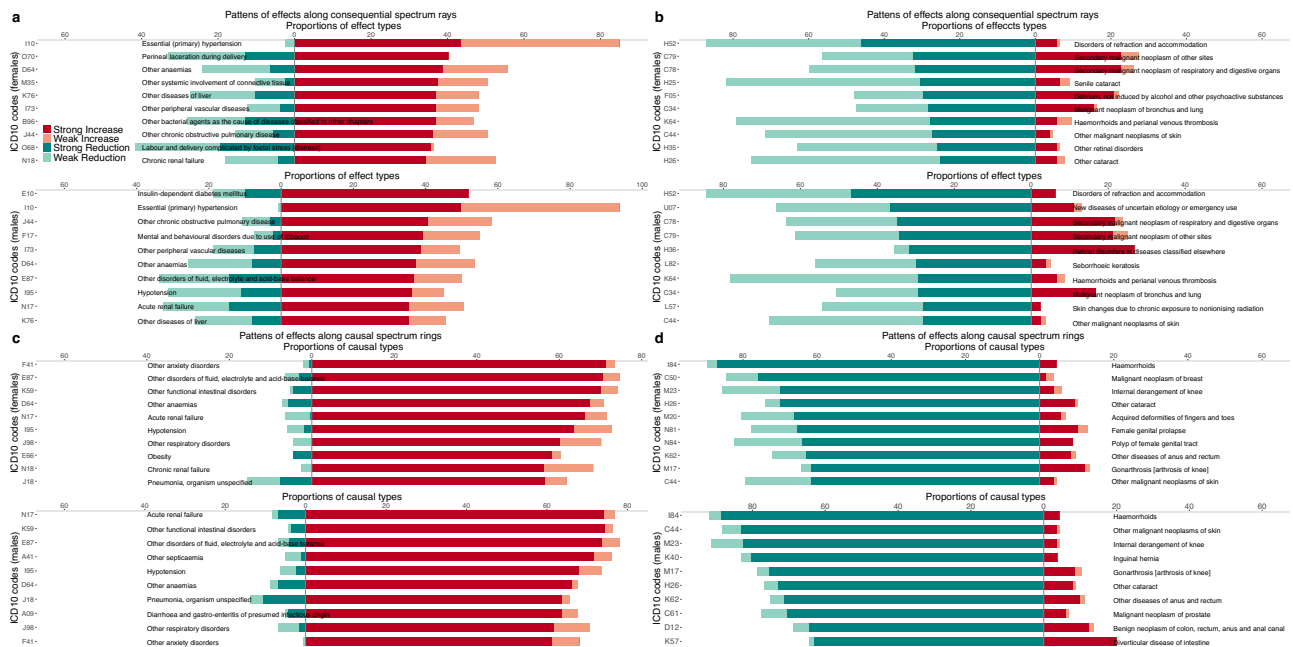 a
Pattens of effects along consequential spectrum rays
Proportions of effect types
60 40 20 0 20 40 60 80
ICD10 codes (females)
I10 Essential (primary) hypertension
O70 Perineal laceration during delivery
D64 Other anaemias
M35 Other systemic involvement of connective tissue
K76 Other diseases of liver
I73 Other peripheral vascular diseases
B96 Other bacterial agents as the cause of diseases classified to other chapters
J44 Other chronic obstructive pulmonary disease
O68 Labour and delivery complicated by foetal stress [distress]
N18 Chronic renal failure
Strong Increase
Weak Increase
Strong Reduction
Weak Reduction
Proportions of effect types
60 40 20 0 20 40 60 80 100
ICD10 codes (males)
E10 Insulin-dependent diabetes mellitus
I10 Essential (primary) hypertension
J44 Other chronic obstructive pulmonary disease
F17 Mental and behavioural disorders due to use of tobacco
I73 Other peripheral vascular diseases
D64 Other anaemias
E87 Other disorders of fluid, electrolyte and acid-base balance
I95 Hypotension
N17 Acute renal failure
K76 Other diseases of liver
b
Pattens of effects along consequential spectrum rays
Proportions of effeccts types
80 60 40 20 0 20 40 60
ICD10 codes (females)
H52 Disorders of refraction and accommodation
C79 Secondary malignant neoplasm of other sites
C78 Secondary malignant neoplasm of respiratory and digestive organs
H25 Senile cataract
F05 Delirium, not induced by alcohol and other psychoactive substances
C34 Malignant neoplasm of bronchus and lung
K64 Haemorrhoids and perianal venous thrombosis
C44 Other malignant neoplasms of skin
H35 Other retinal disorders
H26 Other cataract
Proportions of effect types
80 60 40 20 0 20 40 60
ICD10 codes (males)
H52 Disorders of refraction and accommodation
U07 New diseases of uncertain etiology or emergency use
C78 Secondary malignant neoplasm of respiratory and digestive organs
C79 Secondary malignant neoplasm of other sites
H36 Retinal disorders in diseases classified elsewhere
L82 Seborrhoeic keratosis
K64 Haemorrhoids and perianal venous thrombosis
C34 Malignant neoplasm of bronchus and lung
L57 Skin changes due to chronic exposure to nonionising radiation
C44 Other malignant neoplasms of skin
c
Pattens of effects along causal spectrum rings
Proportions of causal types
60 40 20 0 20 40 60 80
ICD10 codes (females)
F41 Other anxiety disorders
E87 Other disorders of fluid, electrolyte and acid-base balance
K59 Other functional intestinal disorders
D64 Other anaemias
N17 Acute renal failure
I95 Hypotension
J98 Other respiratory disorders
E66 Obesity
N18 Chronic renal failure
J18 Pneumonia, organism unspecified
Proportions of causal types
60 40 20 0 20 40 60 80
ICD10 codes (males)
N17 Acute renal failure
K59 Other functional intestinal disorders
E87 Other disorders of fluid, electrolyte and acid-base balance
A41 Other septicaemia
I95 Hypotension
D64 Other anaemias
J18 Pneumonia, organism unspecified
A09 Diarrhoea and gastro-enteritis of presumed infectious origin
J98 Other respiratory disorders
F41 Other anxiety disorders
d
Pattens of effects along causal spectrum rings
Proportions of causal types
80 60 40 20 0 20 40 60
ICD10 codes (females)
I84 Haemorrhoids
C50 Malignant neoplasm of breast
M23 Internal derangement of knee
H26 Other cataract
M20 Acquired deformities of fingers and toes
N81 Female genital prolapse
N84 Polyp of female genital tract
K62 Other diseases of anus and rectum
M17 Gonarthrosis [arthrosis of knee]
C44 Other malignant neoplasms of skin
Proportions of causal types
80 60 40 20 0 20 40 60
ICD10 codes (males)
I84 Haemorrhoids
C44 Other malignant neoplasms of skin
M23 Internal derangement of knee
K40 Inguinal hernia
M17 Gonarthrosis [arthrosis of knee]
H26 Other cataract
K62 Other diseases of anus and rectum
C61 Malignant neoplasm of prostate
D12 Benign neoplasm of colon, rectum, anus and anal canal
K57 Diverticular disease of intestine